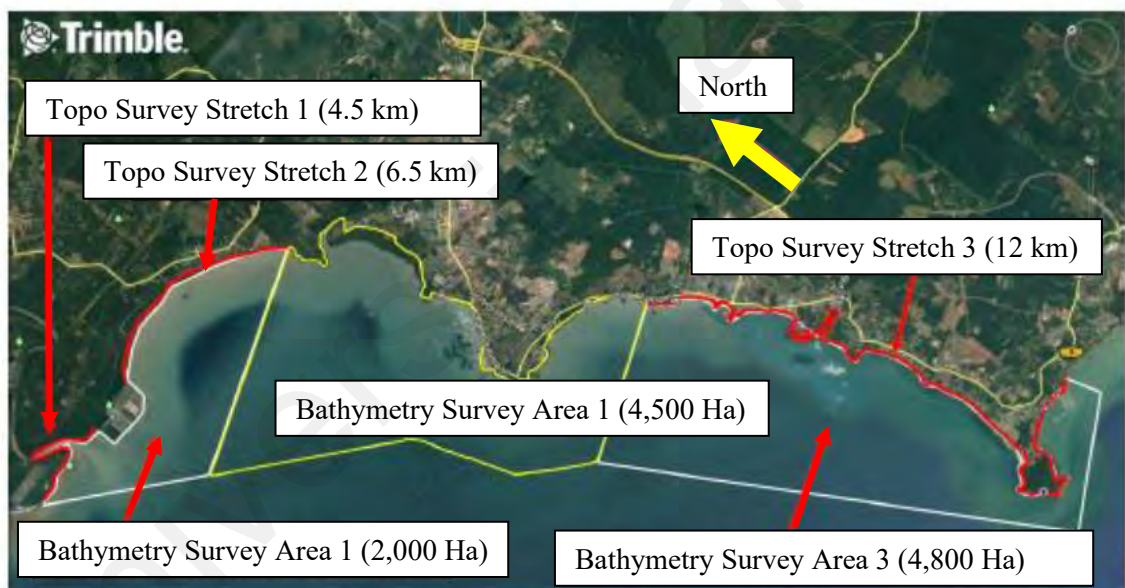 Trimble
North
Topo Survey Stretch 1 (4.5 km)
Topo Survey Stretch 2 (6.5 km)
Topo Survey Stretch 3 (12 km)
Bathymetry Survey Area 1 (4,500 Ha)
Bathymetry Survey Area 1 (2,000 Ha)
Bathymetry Survey Area 3 (4,800 Ha)